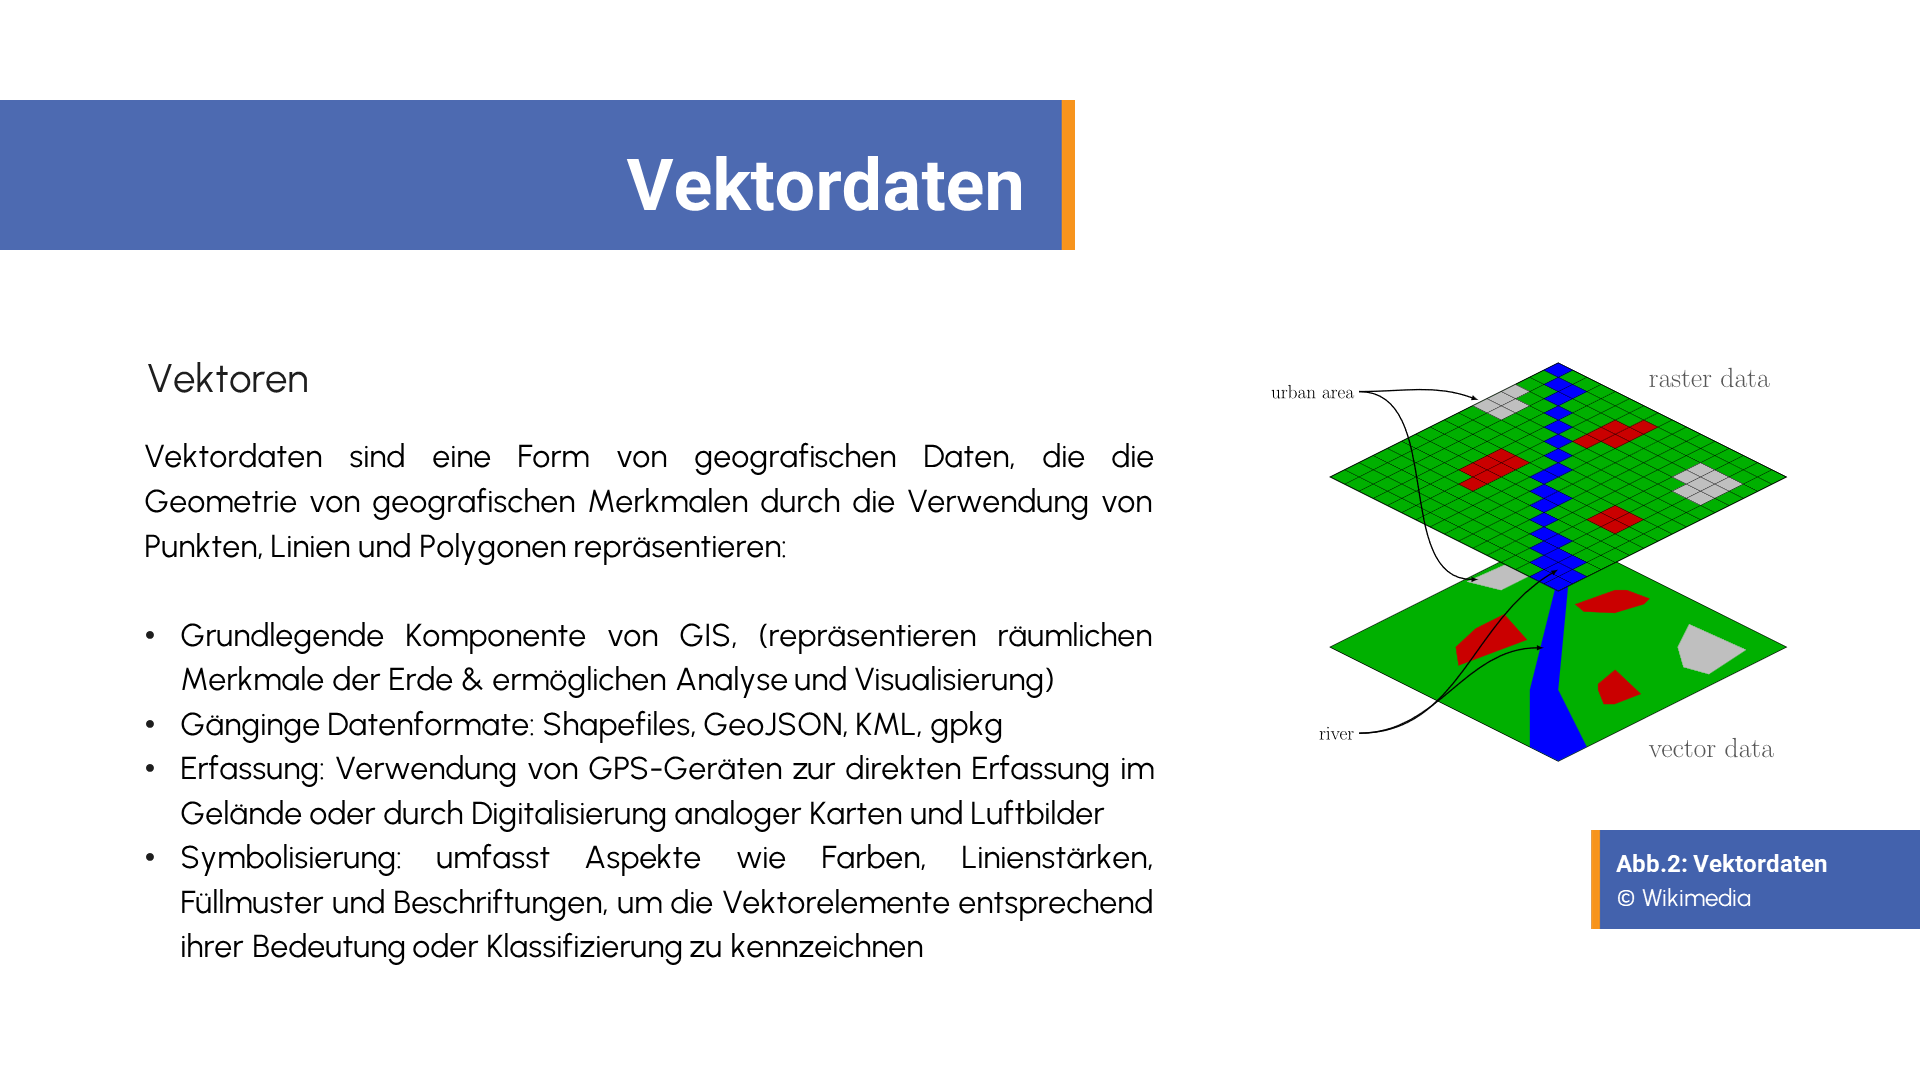 Vektordaten
Vektoren
Vektordaten sind eine Form von geografischen Daten, die die
Geometrie von geografischen Merkmalen durch die Verwendung von
Punkten, Linien und Polygonen repräsentieren:
• Grundlegende Komponente von GIS, (repräsentieren räumlichen
Merkmale der Erde & ermöglichen Analyse und Visualisierung)
• Gänginge Datenformate: Shapefiles, GeoJSON, KML, gpkg
• Erfassung: Verwendung von GPS-Geräten zur direkten Erfassung im
Gelände oder durch Digitalisierung analoger Karten und Luftbilder
• Symbolisierung: umfasst Aspekte wie Farben, Linienstärken,
Füllmuster und Beschriftungen, um die Vektorelemente entsprechend
ihrer Bedeutung oder Klassifizierung zu kennzeichnen
raster data
urban area
river
vector data
Abb.2: Vektordaten
© Wikimedia